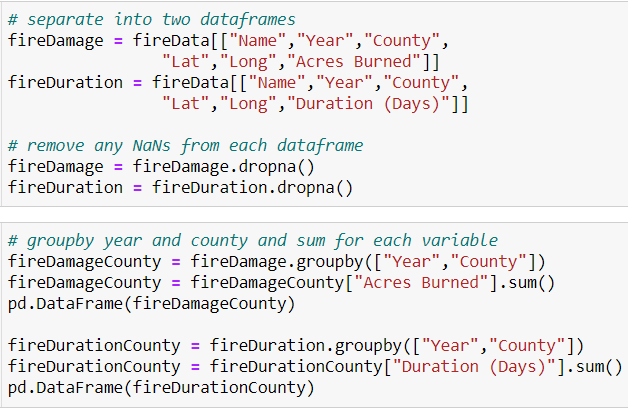 # separate into two dataframes
fireDamage = fireData[["Name","Year","County",
"Lat","Long","Acres Burned"]]
fireDuration = fireData[["Name","Year","County",
"Lat","Long","Duration (Days)"]]
# remove any NaNs from each dataframe
fireDamage = fireDamage.dropna()
fireDuration = fireDuration.dropna()
# groupby year and county and sum for each variable
fireDamageCounty = fireDamage.groupby(["Year","County"])
fireDamageCounty = fireDamageCounty["Acres Burned"].sum()
pd.DataFrame(fireDamageCounty)
fireDurationCounty = fireDuration.groupby(["Year","County"])
fireDurationCounty = fireDurationCounty["Duration (Days)"].sum()
pd.DataFrame(fireDurationCounty)